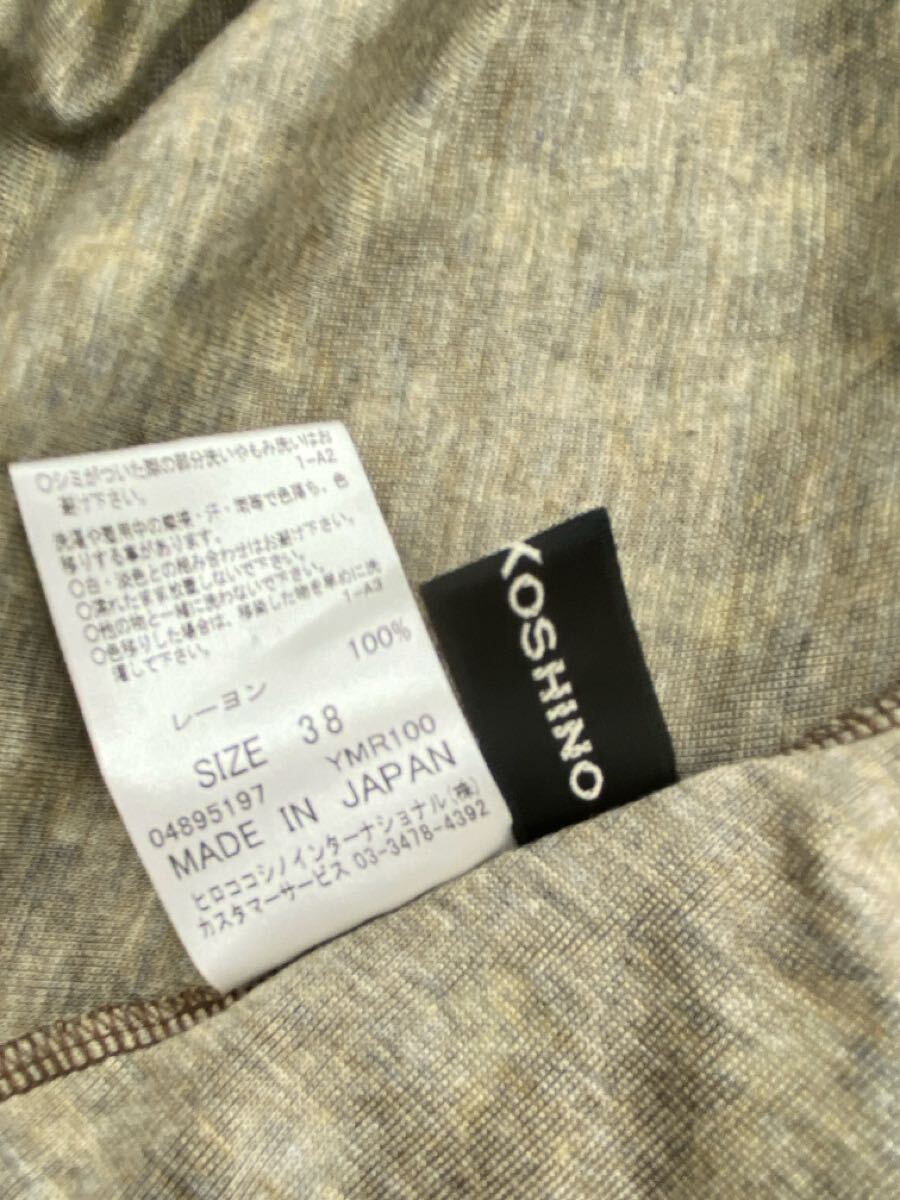 ○シミがついた際の部分洗いやもみ洗いはお
避け下さい。
1-A2
洗濯や着用中の摩擦・汗・雨等で色落ち、色
移りする事があります。
○白・淡色との組み合わせはお避け下さい。
○濡れたまま放置しないで下さい。
○他の物と一緒に洗わないで下さい。
○色移りした場合は、移染した物を早めに洗
濯して下さい。
1-A3
レーヨン 100%
SIZE 38
04895197 YMR100
MADE IN JAPAN
ヒロココシノインターナショナル(株)
カスタマーサービス 03-3478-4392
KOSHINO